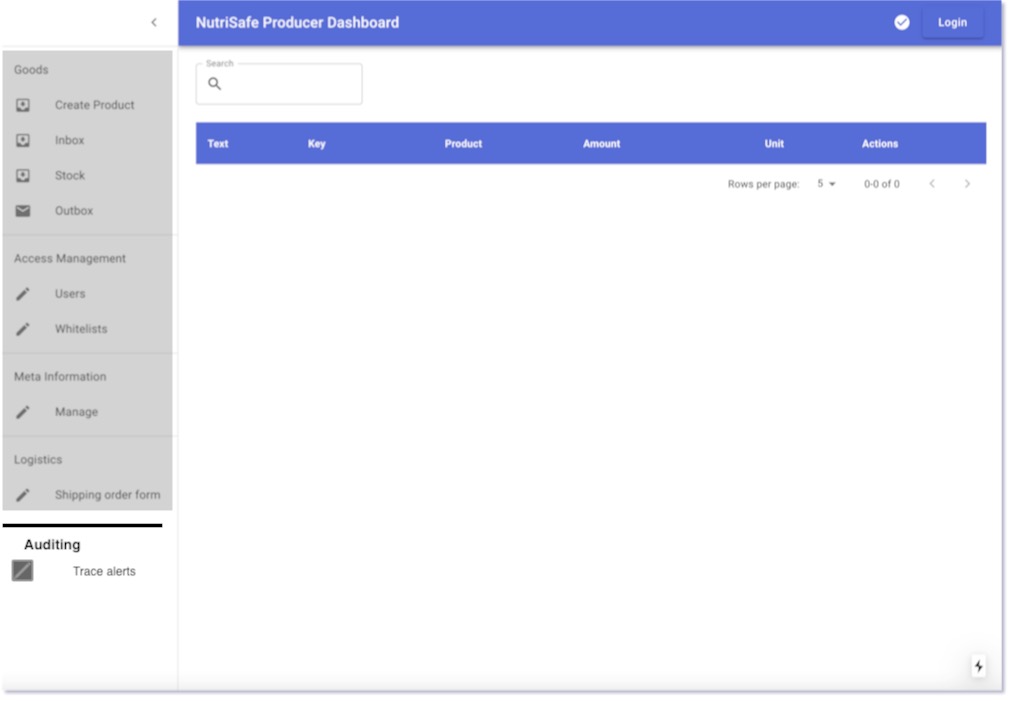 NutriSafe Producer Dashboard
Login
Goods
Create Product
Inbox
Stock
Outbox
Access Management
Users
Whitelists
Meta Information
Manage
Logistics
Shipping order form
Auditing
Trace alerts
Search
Text Key Product Amount Unit Actions
Rows per page: 5 0-0 of 0